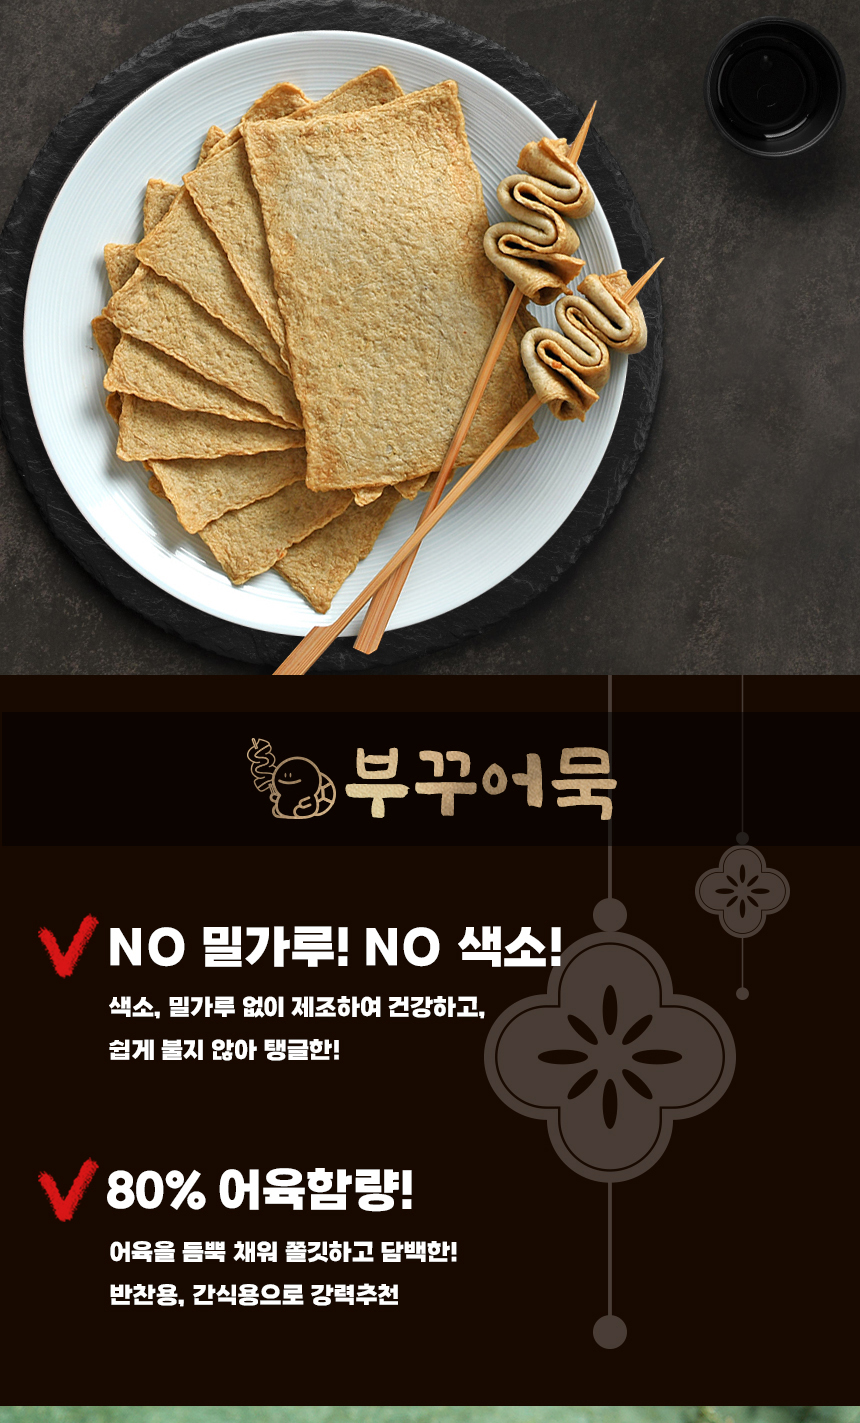 부꾸어묵
NO 밀가루! NO 색소!
색소, 밀가루 없이 제조하여 건강하고,
쉽게 불지 않아 탱글한!
80% 어육함량!
어육을 듬뿍 채워 쫄깃하고 담백한!
반찬용, 간식용으로 강력추천